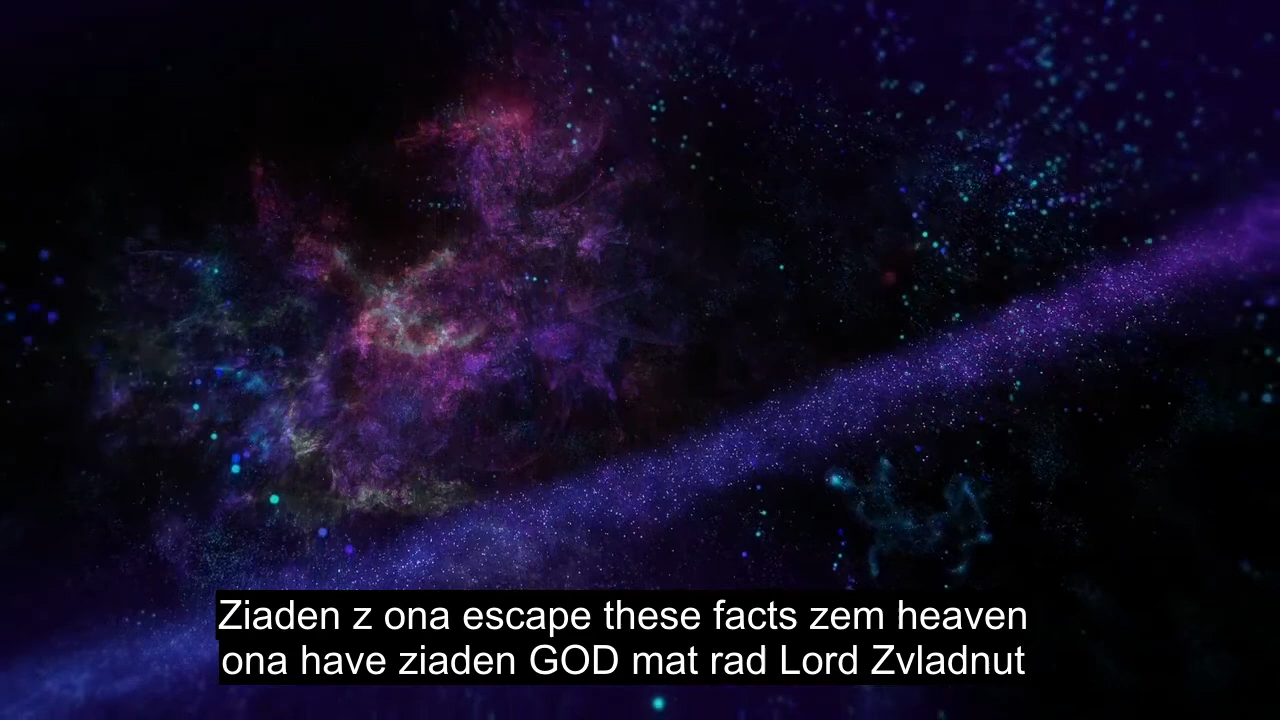 Ziaden z ona escape these facts zem heaven
ona have ziaden GOD mat rad Lord Zvladnut